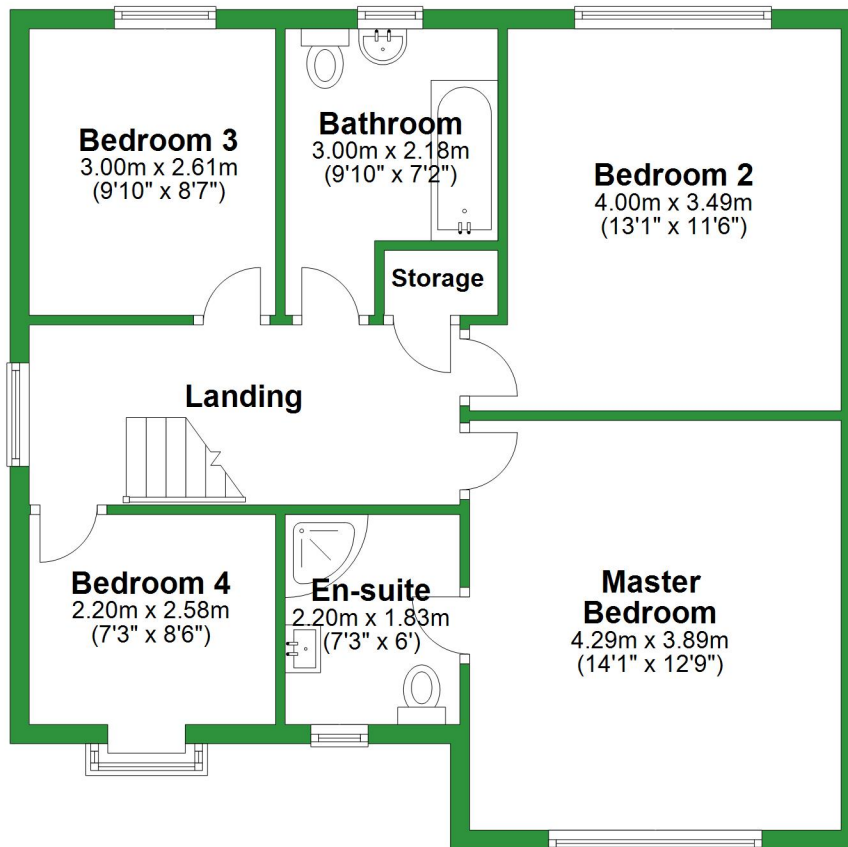 Bedroom 3
3.00m x 2.61m
(9'10" x 8'7")
Bathroom
3.00m x 2.18m
(9'10" x 7'2")
Bedroom 2
4.00m x 3.49m
(13'1" x 11'6")
Storage
Landing
Bedroom 4
2.20m x 2.58m
(7'3" x 8'6")
En-suite
2.20m x 1.83m
(7'3" x 6')
Master
Bedroom
4.29m x 3.89m
(14'1" x 12'9")